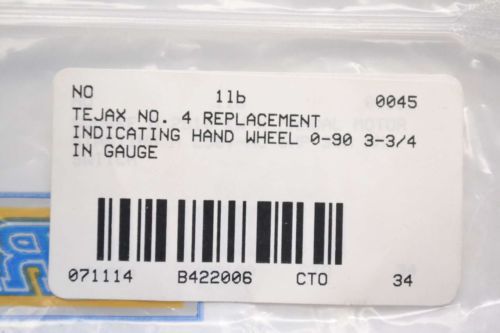 NO 1lb 0045
TEJAX NO. 4 REPLACEMENT
INDICATING HAND WHEEL 0-90 3-3/4
IN GAUGE
071114 B422006 CTO 34